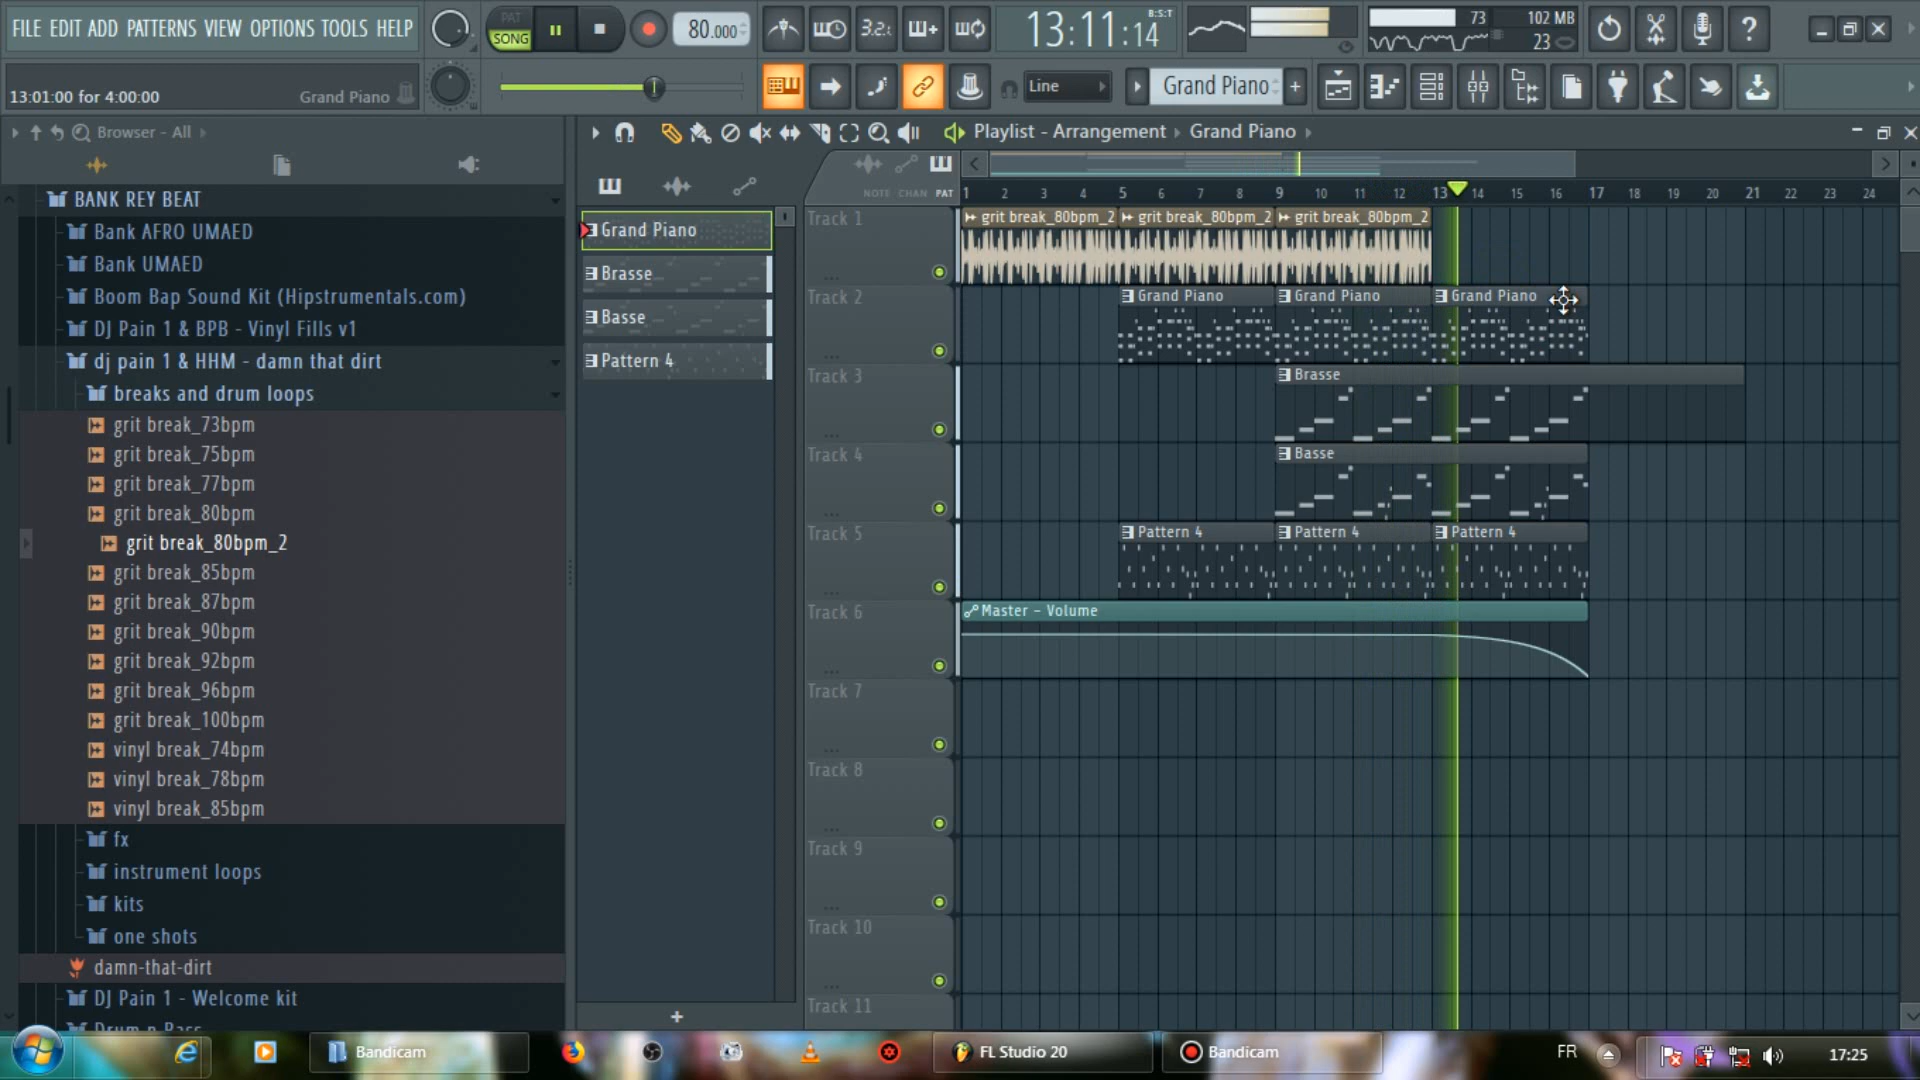 FILE EDIT ADD PATTERNS VIEW OPTIONS TOOLS HELP
PAT
SONG
80.000
3.2.
13:11:14
B:S:T
73
102 MB
23
13:01:00 for 4:00:00
Grand Piano
Line
Grand Piano
Browser - All
Playlist - Arrangement › Grand Piano ›
BANK REY BEAT
Bank AFRO UMAED
Bank UMAED
Boom Bap Sound Kit (Hipstrumentals.com)
DJ Pain 1 & BPB - Vinyl Fills v1
dj pain 1 & HHM - damn that dirt
breaks and drum loops
grit break_73bpm
grit break_75bpm
grit break_77bpm
grit break_80bpm
grit break_80bpm_2
grit break_85bpm
grit break_87bpm
grit break_90bpm
grit break_92bpm
grit break_96bpm
grit break_100bpm
vinyl break_74bpm
vinyl break_78bpm
vinyl break_85bpm
fx
instrument loops
kits
one shots
damn-that-dirt
DJ Pain 1 - Welcome kit
Drum n Bass
Grand Piano
Brasse
Basse
Pattern 4
NOTE CHAN PAT
1 2 3 4 5 6 7 8 9 10 11 12 13 14 15 16 17 18 19 20 21 22 23 24
Track 1
grit break_80bpm_2
grit break_80bpm_2
grit break_80bpm_2
Track 2
Grand Piano
Grand Piano
Grand Piano
Track 3
Brasse
Track 4
Basse
Track 5
Pattern 4
Pattern 4
Pattern 4
Track 6
Master - Volume
Track 7
Track 8
Track 9
Track 10
Track 11
Bandicam
FL Studio 20
Bandicam
FR
17:25